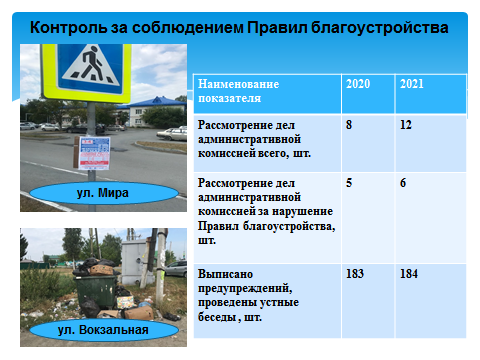 Контроль за соблюдением Правил благоустройства
ул. Мира
ул. Вокзальная
Наименование
показателя
2020
2021
Рассмотрение дел
административной
комиссией всего, шт.
8
12
Рассмотрение дел
административной
комиссией за нарушение
Правил благоустройства,
шт.
5
6
Выписано
предупреждений,
проведены устные
беседы , шт.
183
184